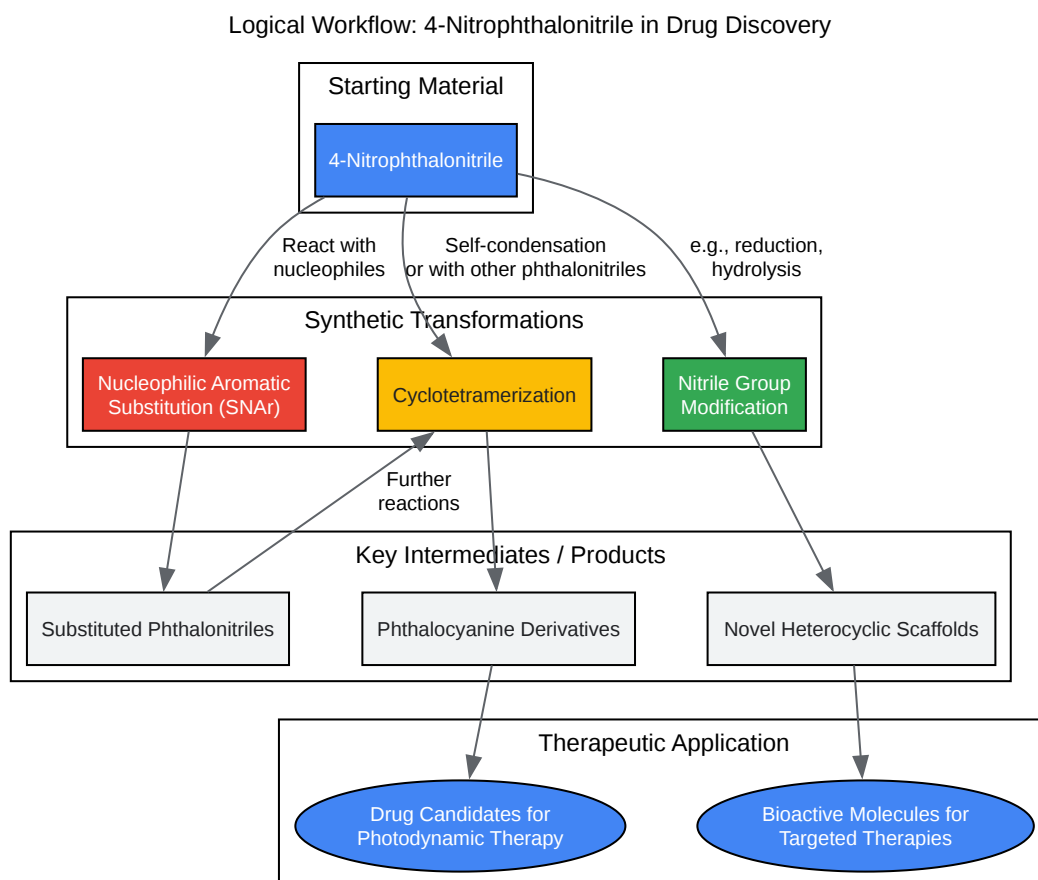 Logical Workflow: 4-Nitrophthalonitrile in Drug Discovery
Starting Material
4-Nitrophthalonitrile
React with
nucleophiles
Self-condensation
or with other phthalonitriles
e.g., reduction,
hydrolysis
Synthetic Transformations
Nucleophilic Aromatic
Substitution (SNAr)
Cyclotetramerization
Nitrile Group
Modification
Further
reactions
Key Intermediates / Products
Substituted Phthalonitriles
Phthalocyanine Derivatives
Novel Heterocyclic Scaffolds
Therapeutic Application
Drug Candidates for
Photodynamic Therapy
Bioactive Molecules for
Targeted Therapies